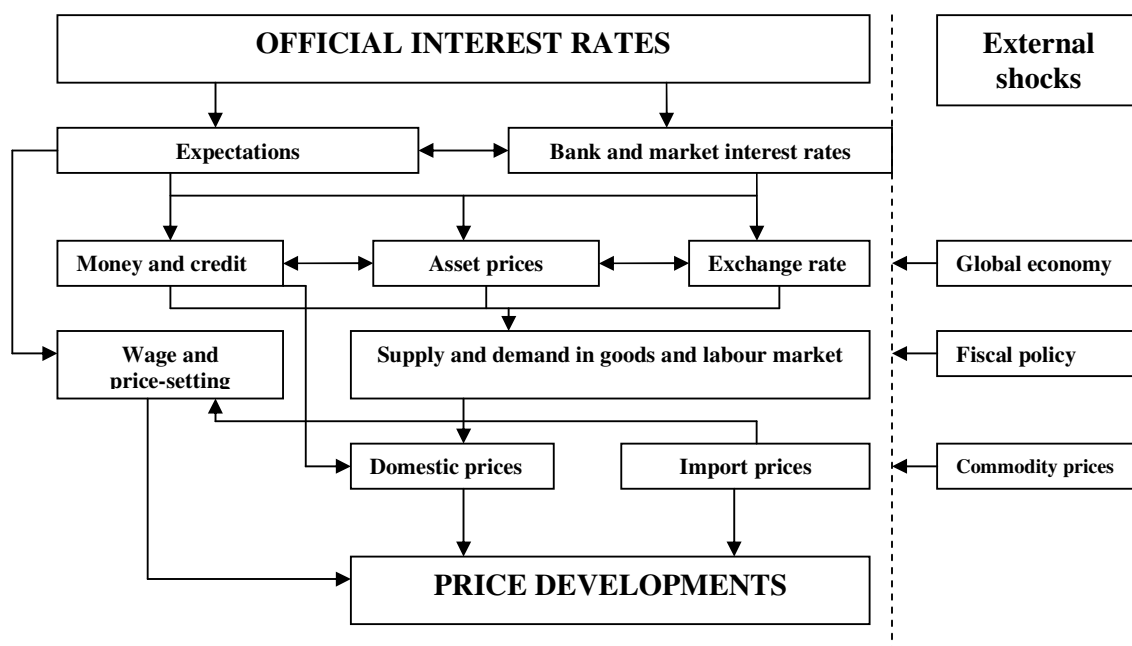 OFFICIAL INTEREST RATES
External
shocks
Expectations
Bank and market interest rates
Money and credit
Asset prices
Exchange rate
Global economy
Wage and
price-setting
Supply and demand in goods and labour market
Fiscal policy
Domestic prices
Import prices
Commodity prices
PRICE DEVELOPMENTS